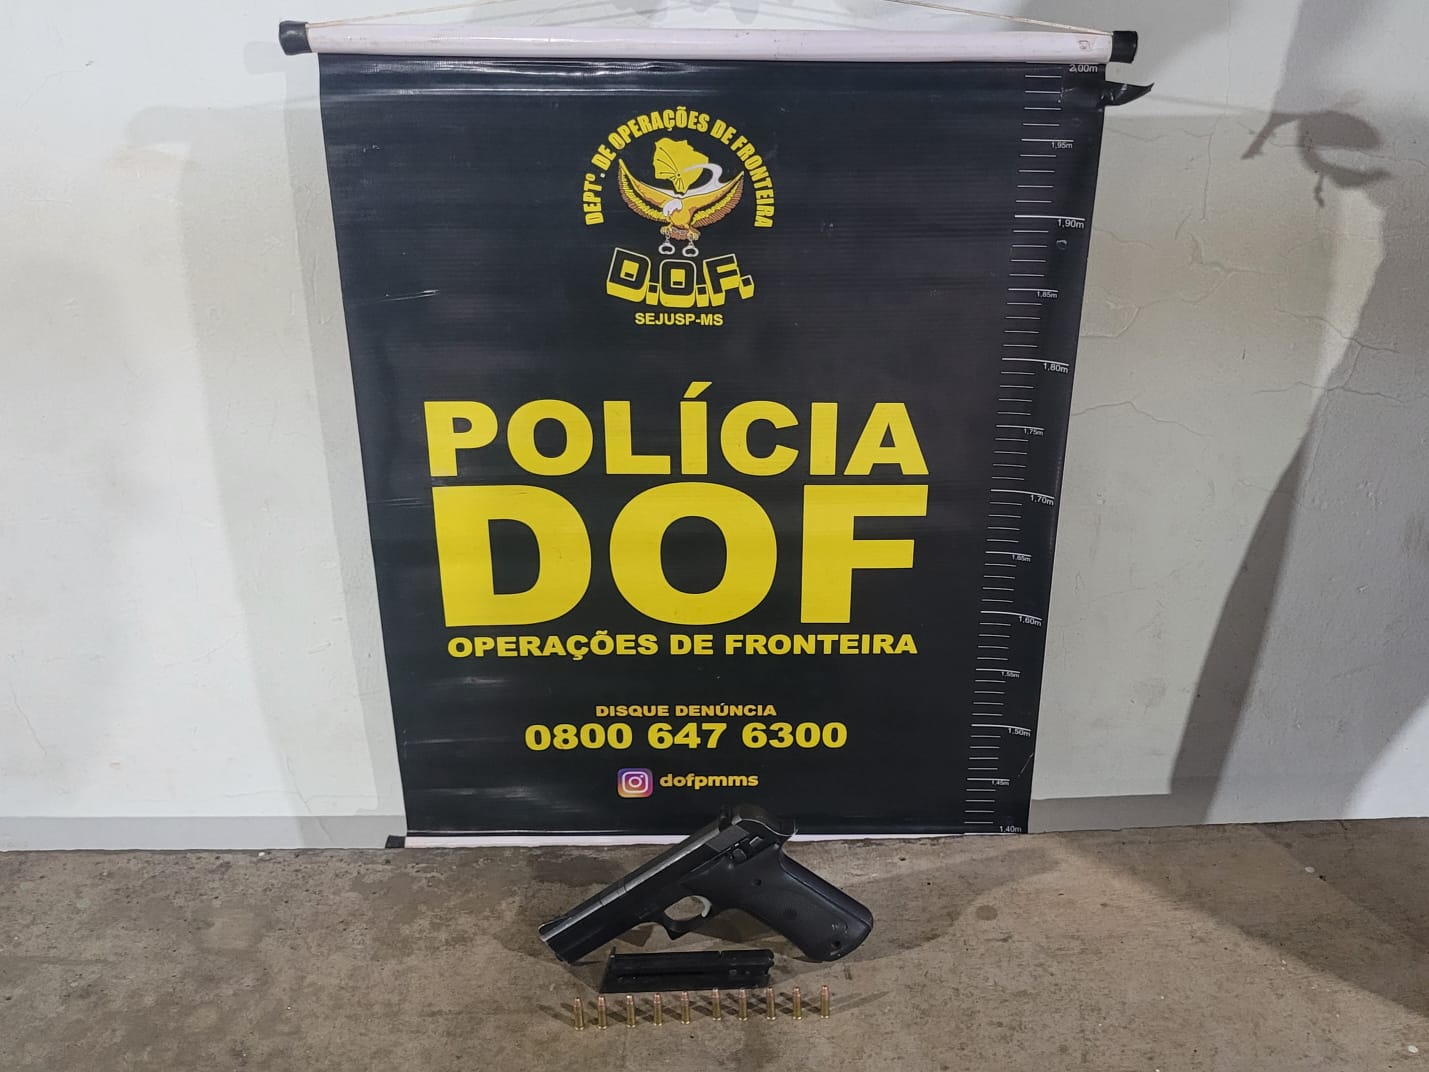 DEPTº. DE OPERAÇÕES DE FRONTEIRA
D.O.F.
SEJUSP-MS
POLÍCIA
DOF
OPERAÇÕES DE FRONTEIRA
DISQUE DENÚNCIA
0800 647 6300
dofpmms
2,00m
1,95m
1,90m
1,85m
1,80m
1,75m
1,70m
1,65m
1,60m
1,55m
1,50m
1,45m
1,40m